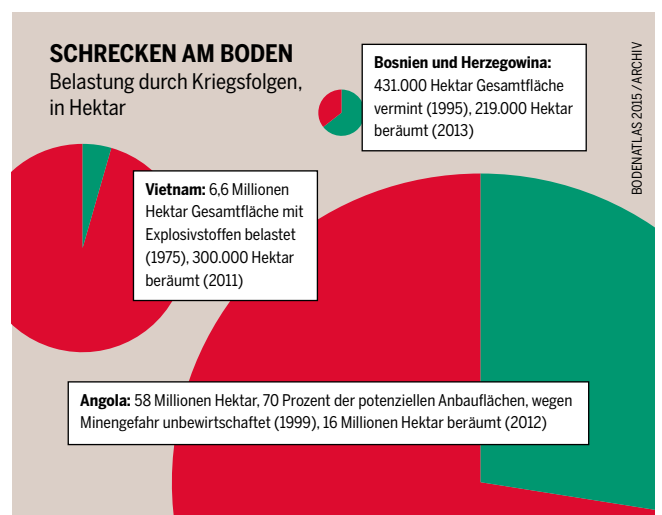 SCHRECKEN AM BODEN
Belastung durch Kriegsfolgen,
in Hektar
Bosnien und Herzegowina:
431.000 Hektar Gesamtfläche
vermint (1995), 219.000 Hektar
beräumt (2013)
BODENATLAS 2015 / ARCHIV
Vietnam: 6,6 Millionen
Hektar Gesamtfläche mit
Explosivstoffen belastet
(1975), 300.000 Hektar
beräumt (2011)
Angola: 58 Millionen Hektar, 70 Prozent der potenziellen Anbauflächen, wegen
Minengefahr unbewirtschaftet (1999), 16 Millionen Hektar beräumt (2012)